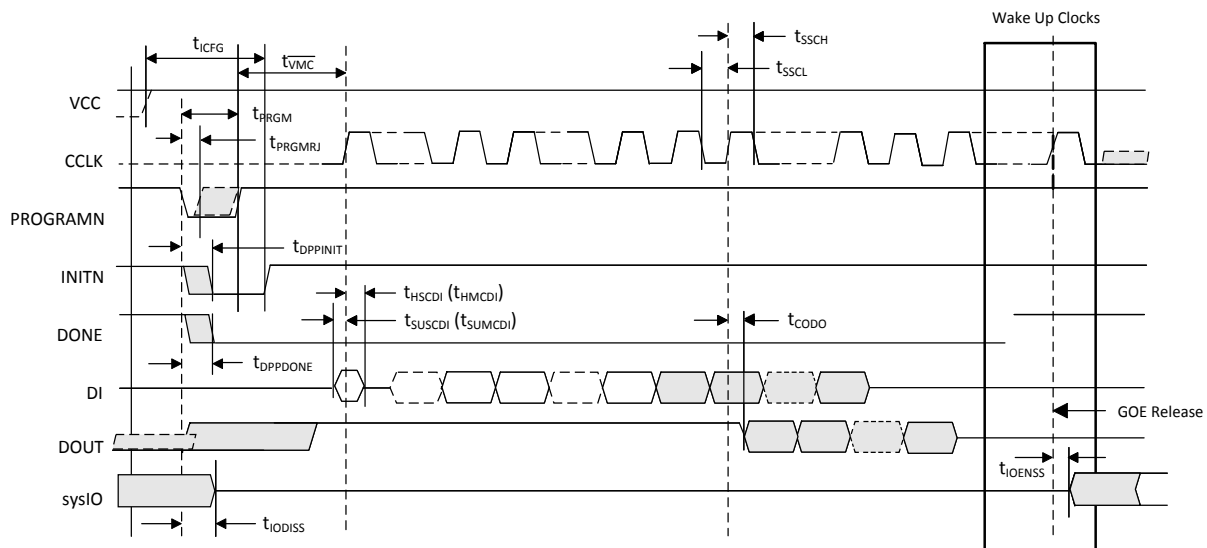 Wake Up Clocks
tICFG
tVMC
tSSCH
tSSCL
VCC
tPRGM
tPRGMRJ
CCLK
PROGRAMN
tDPPINIT
INITN
tHSCDI (tHMCDI)
tSUSCDI (tSUMCDI)
tCODO
DONE
tDPPDONE
DI
GOE Release
DOUT
tIOENSS
sysIO
tIODISS